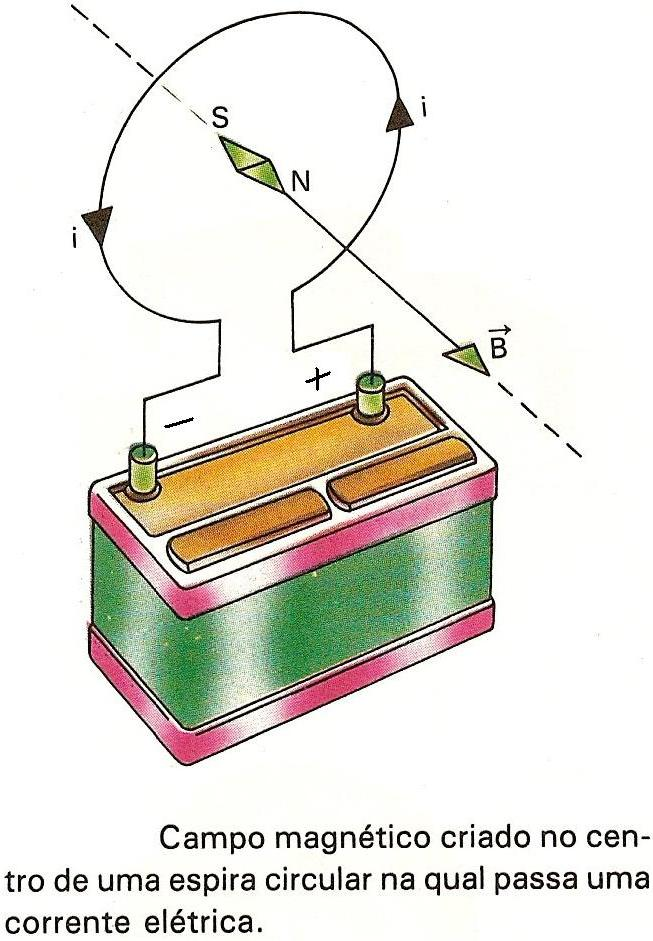 S
i
N
i
B
+
−
Campo magnético criado no cen-
tro de uma espira circular na qual passa uma
corrente elétrica.